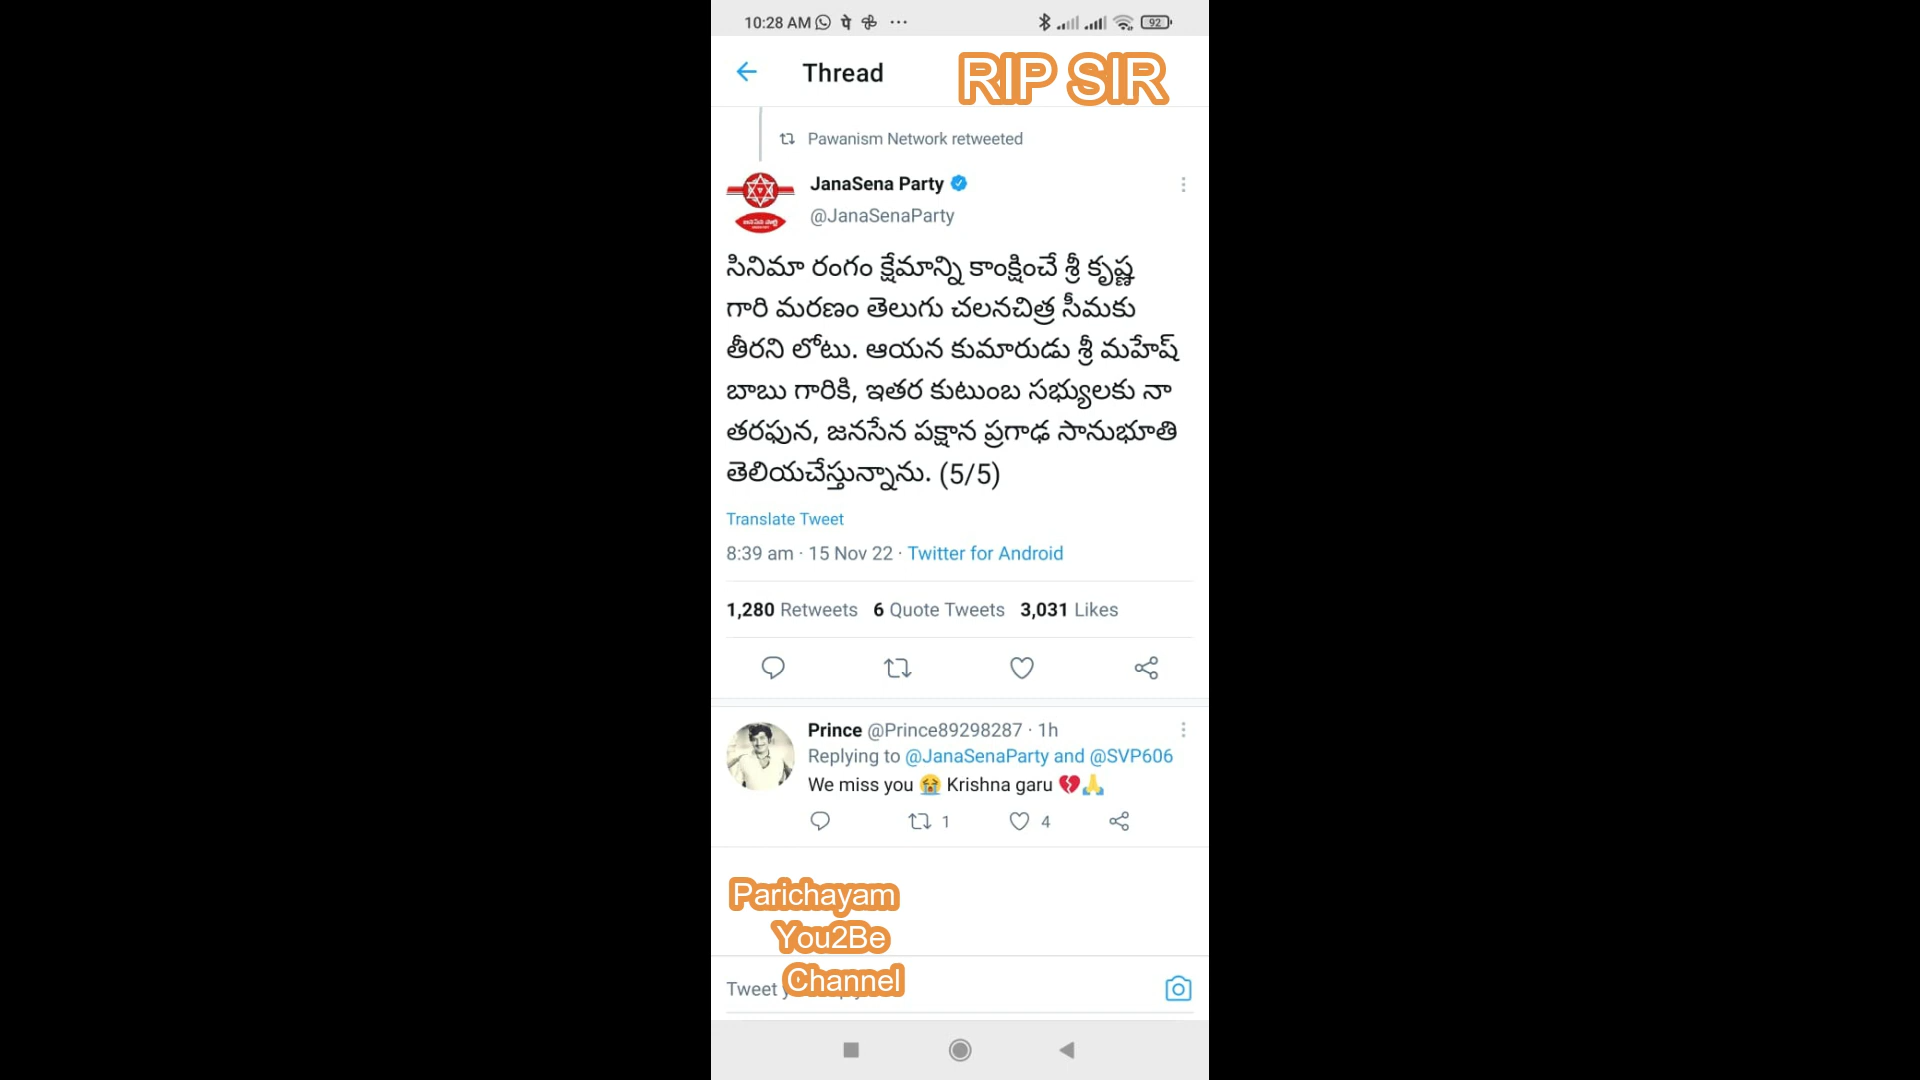 10:28 AM
92
Thread
RIP SIR
Pawanism Network retweeted
JanaSena Party
@JanaSenaParty
సినిమా రంగం క్షేమాన్ని కాంక్షించే శ్రీ కృష్ణ
గారి మరణం తెలుగు చలనచిత్ర సీమకు
తీరని లోటు. ఆయన కుమారుడు శ్రీ మహేష్
బాబు గారికి, ఇతర కుటుంబ సభ్యులకు నా
తరఫున, జనసేన పక్షాన ప్రగాఢ సానుభూతి
తెలియచేస్తున్నాను. (5/5)
Translate Tweet
8:39 am · 15 Nov 22 · Twitter for Android
1,280 Retweets 6 Quote Tweets 3,031 Likes
Prince @Prince89298287 · 1h
Replying to @JanaSenaParty and @SVP606
We miss you 😭 Krishna garu 💔🙏
1 4
Parichayam
You2Be
Channel
Tweet